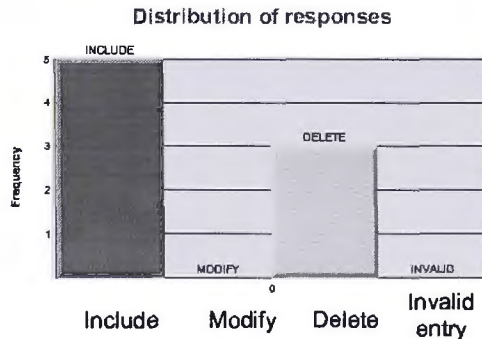 Distribution of responses
INCLUDE
5
4
3
2
1
Frequency
DELETE
MODIFY
INVALID
0
Include Modify Delete Invalid entry